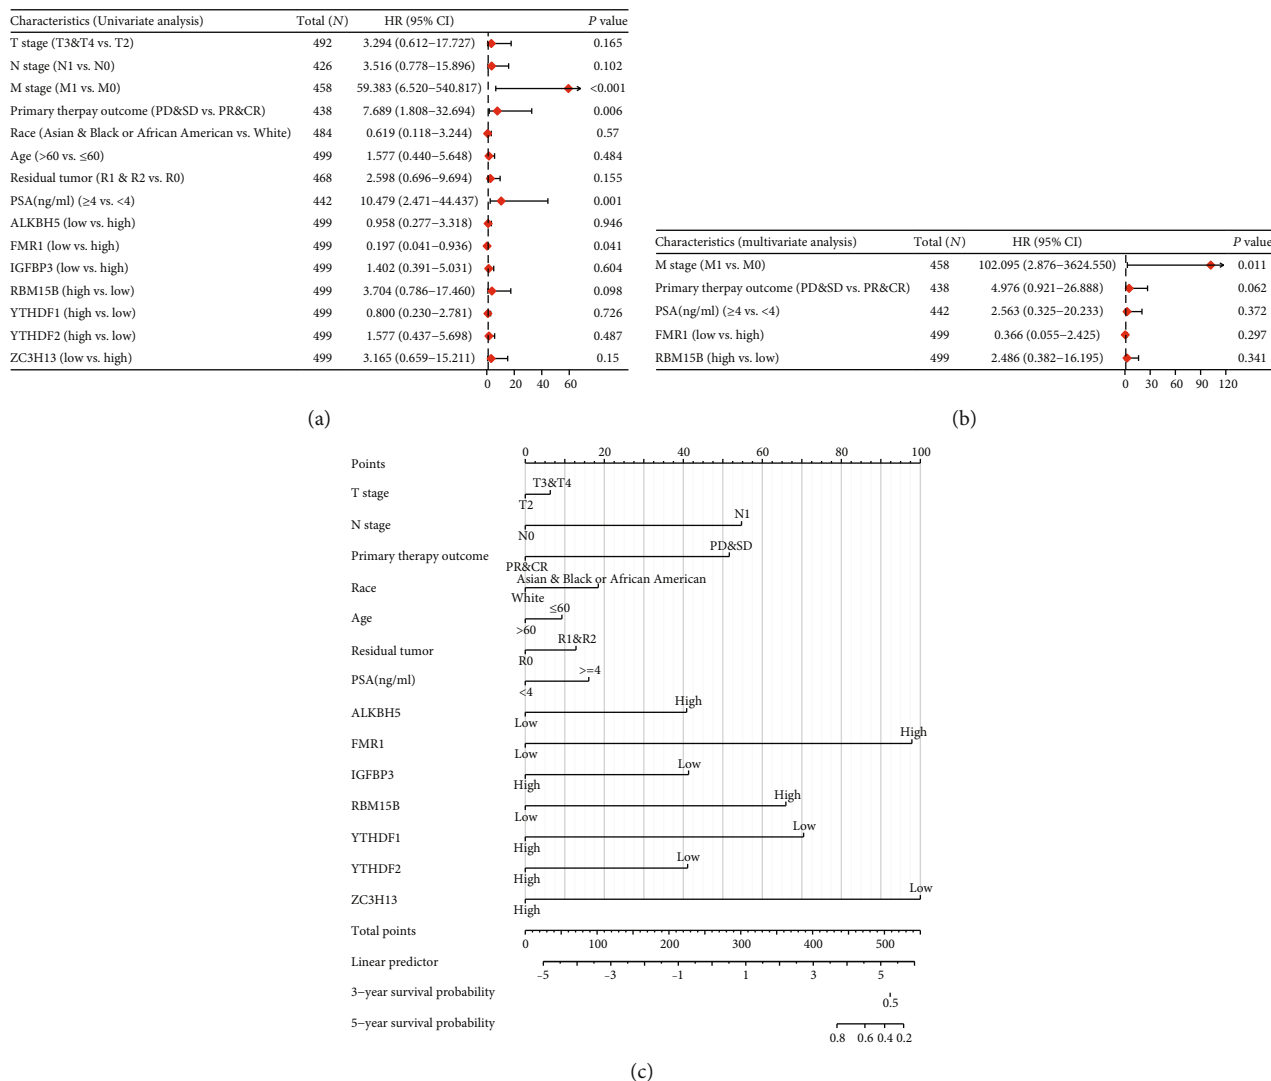 Characteristics (Univariate analysis) Total (N) HR (95% CI) P value
T stage (T3&T4 vs. T2) 492 3.294 (0.612−17.727) 0.165
N stage (N1 vs. N0) 426 3.516 (0.778−15.896) 0.102
M stage (M1 vs. M0) 458 59.383 (6.520−540.817) <0.001
Primary therpay outcome (PD&SD vs. PR&CR) 438 7.689 (1.808−32.694) 0.006
Race (Asian & Black or African American vs. White) 484 0.619 (0.118−3.244) 0.57
Age (>60 vs. ≤60) 499 1.577 (0.440−5.648) 0.484
Residual tumor (R1 & R2 vs. R0) 468 2.598 (0.696−9.694) 0.155
PSA(ng/ml) (≥4 vs. <4) 442 10.479 (2.471−44.437) 0.001
ALKBH5 (low vs. high) 499 0.958 (0.277−3.318) 0.946
FMR1 (low vs. high) 499 0.197 (0.041−0.936) 0.041
IGFBP3 (low vs. high) 499 1.402 (0.391−5.031) 0.604
RBM15B (high vs. low) 499 3.704 (0.786−17.460) 0.098
YTHDF1 (high vs. low) 499 0.800 (0.230−2.781) 0.726
YTHDF2 (high vs. low) 499 1.577 (0.437−5.698) 0.487
ZC3H13 (low vs. high) 499 3.165 (0.659−15.211) 0.15
0 20 40 60
(a)
Characteristics (multivariate analysis) Total (N) HR (95% CI) P value
M stage (M1 vs. M0) 458 102.095 (2.876−3624.550) 0.011
Primary therpay outcome (PD&SD vs. PR&CR) 438 4.976 (0.921−26.888) 0.062
PSA(ng/ml) (≥4 vs. <4) 442 2.563 (0.325−20.233) 0.372
FMR1 (low vs. high) 499 0.366 (0.055−2.425) 0.297
RBM15B (high vs. low) 499 2.486 (0.382−16.195) 0.341
0 30 60 90 120
(b)
0 20 40 60 80 100
Points
T3&T4
T stage
T2
N1
N stage
N0
PD&SD
Primary therapy outcome
PR&CR
Asian & Black or African American
Race
White
≤60
Age
>60
R1&R2
Residual tumor
R0
>=4
PSA(ng/ml)
<4
High
ALKBH5
Low
High
FMR1
Low
Low
IGFBP3
High
High
RBM15B
Low
Low
YTHDF1
High
Low
YTHDF2
High
Low
ZC3H13
High
Total points
0 100 200 300 400 500
Linear predictor
−5 −3 −1 1 3 5
3−year survival probability
0.5
5−year survival probability
0.8 0.6 0.4 0.2
(c)